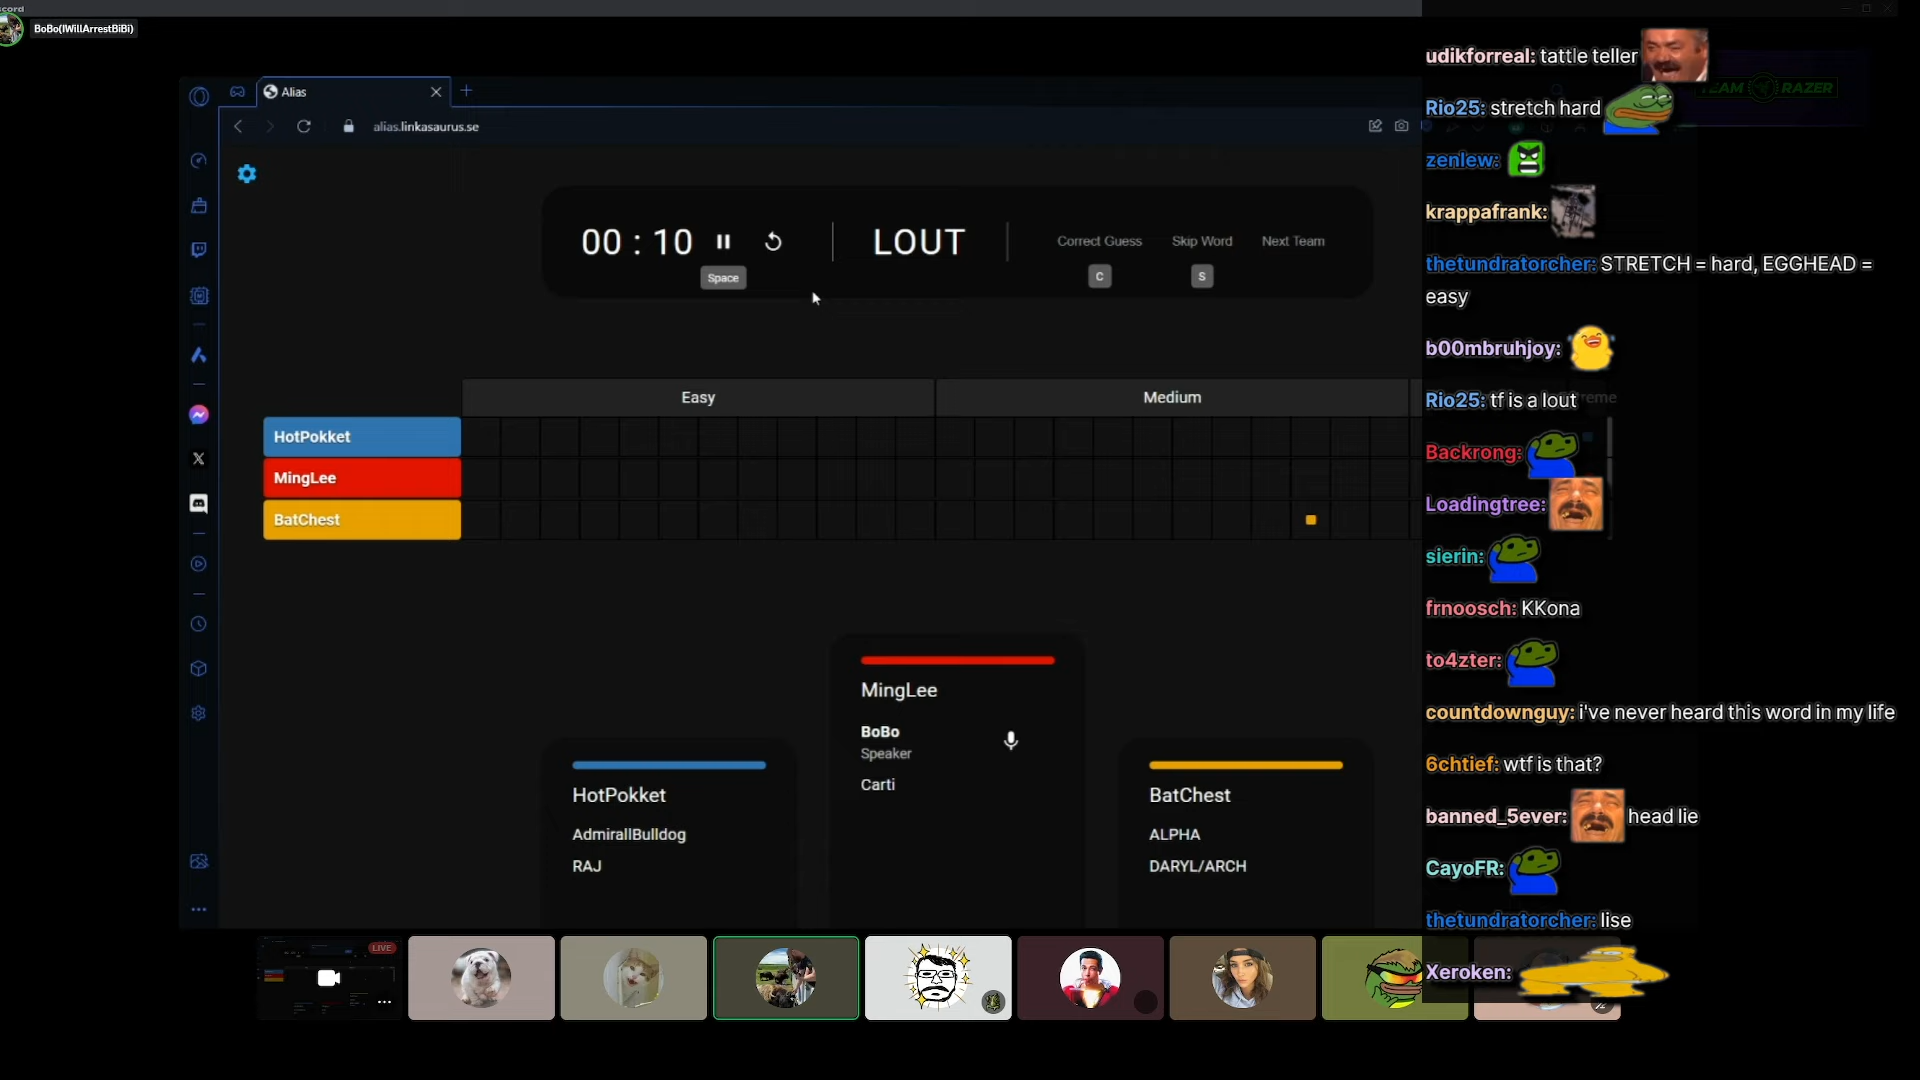 BoBo(IWillArrestBiBi)
Alias
alias.linkasaurus.se
00 : 10
LOUT
Correct Guess
Skip Word
Next Team
Space
C
S
Easy
Medium
HotPokket
MingLee
BatChest
MingLee
BoBo
Speaker
Carti
HotPokket
AdmirallBulldog
RAJ
BatChest
ALPHA
DARYL/ARCH
LIVE
TEAM RAZER
udikforreal: tattle teller
Rio25: stretch hard
zenlew:
krappafrank:
thetundratorcher: STRETCH = hard, EGGHEAD =
easy
b00mbruhjoy:
Rio25: tf is a lout
Backrong:
Loadingtree:
sierin:
frnoosch: KKona
to4zter:
countdownguy: i've never heard this word in my life
6chtief: wtf is that?
banned_5ever: head lie
CayoFR:
thetundratorcher: lise
Xeroken: